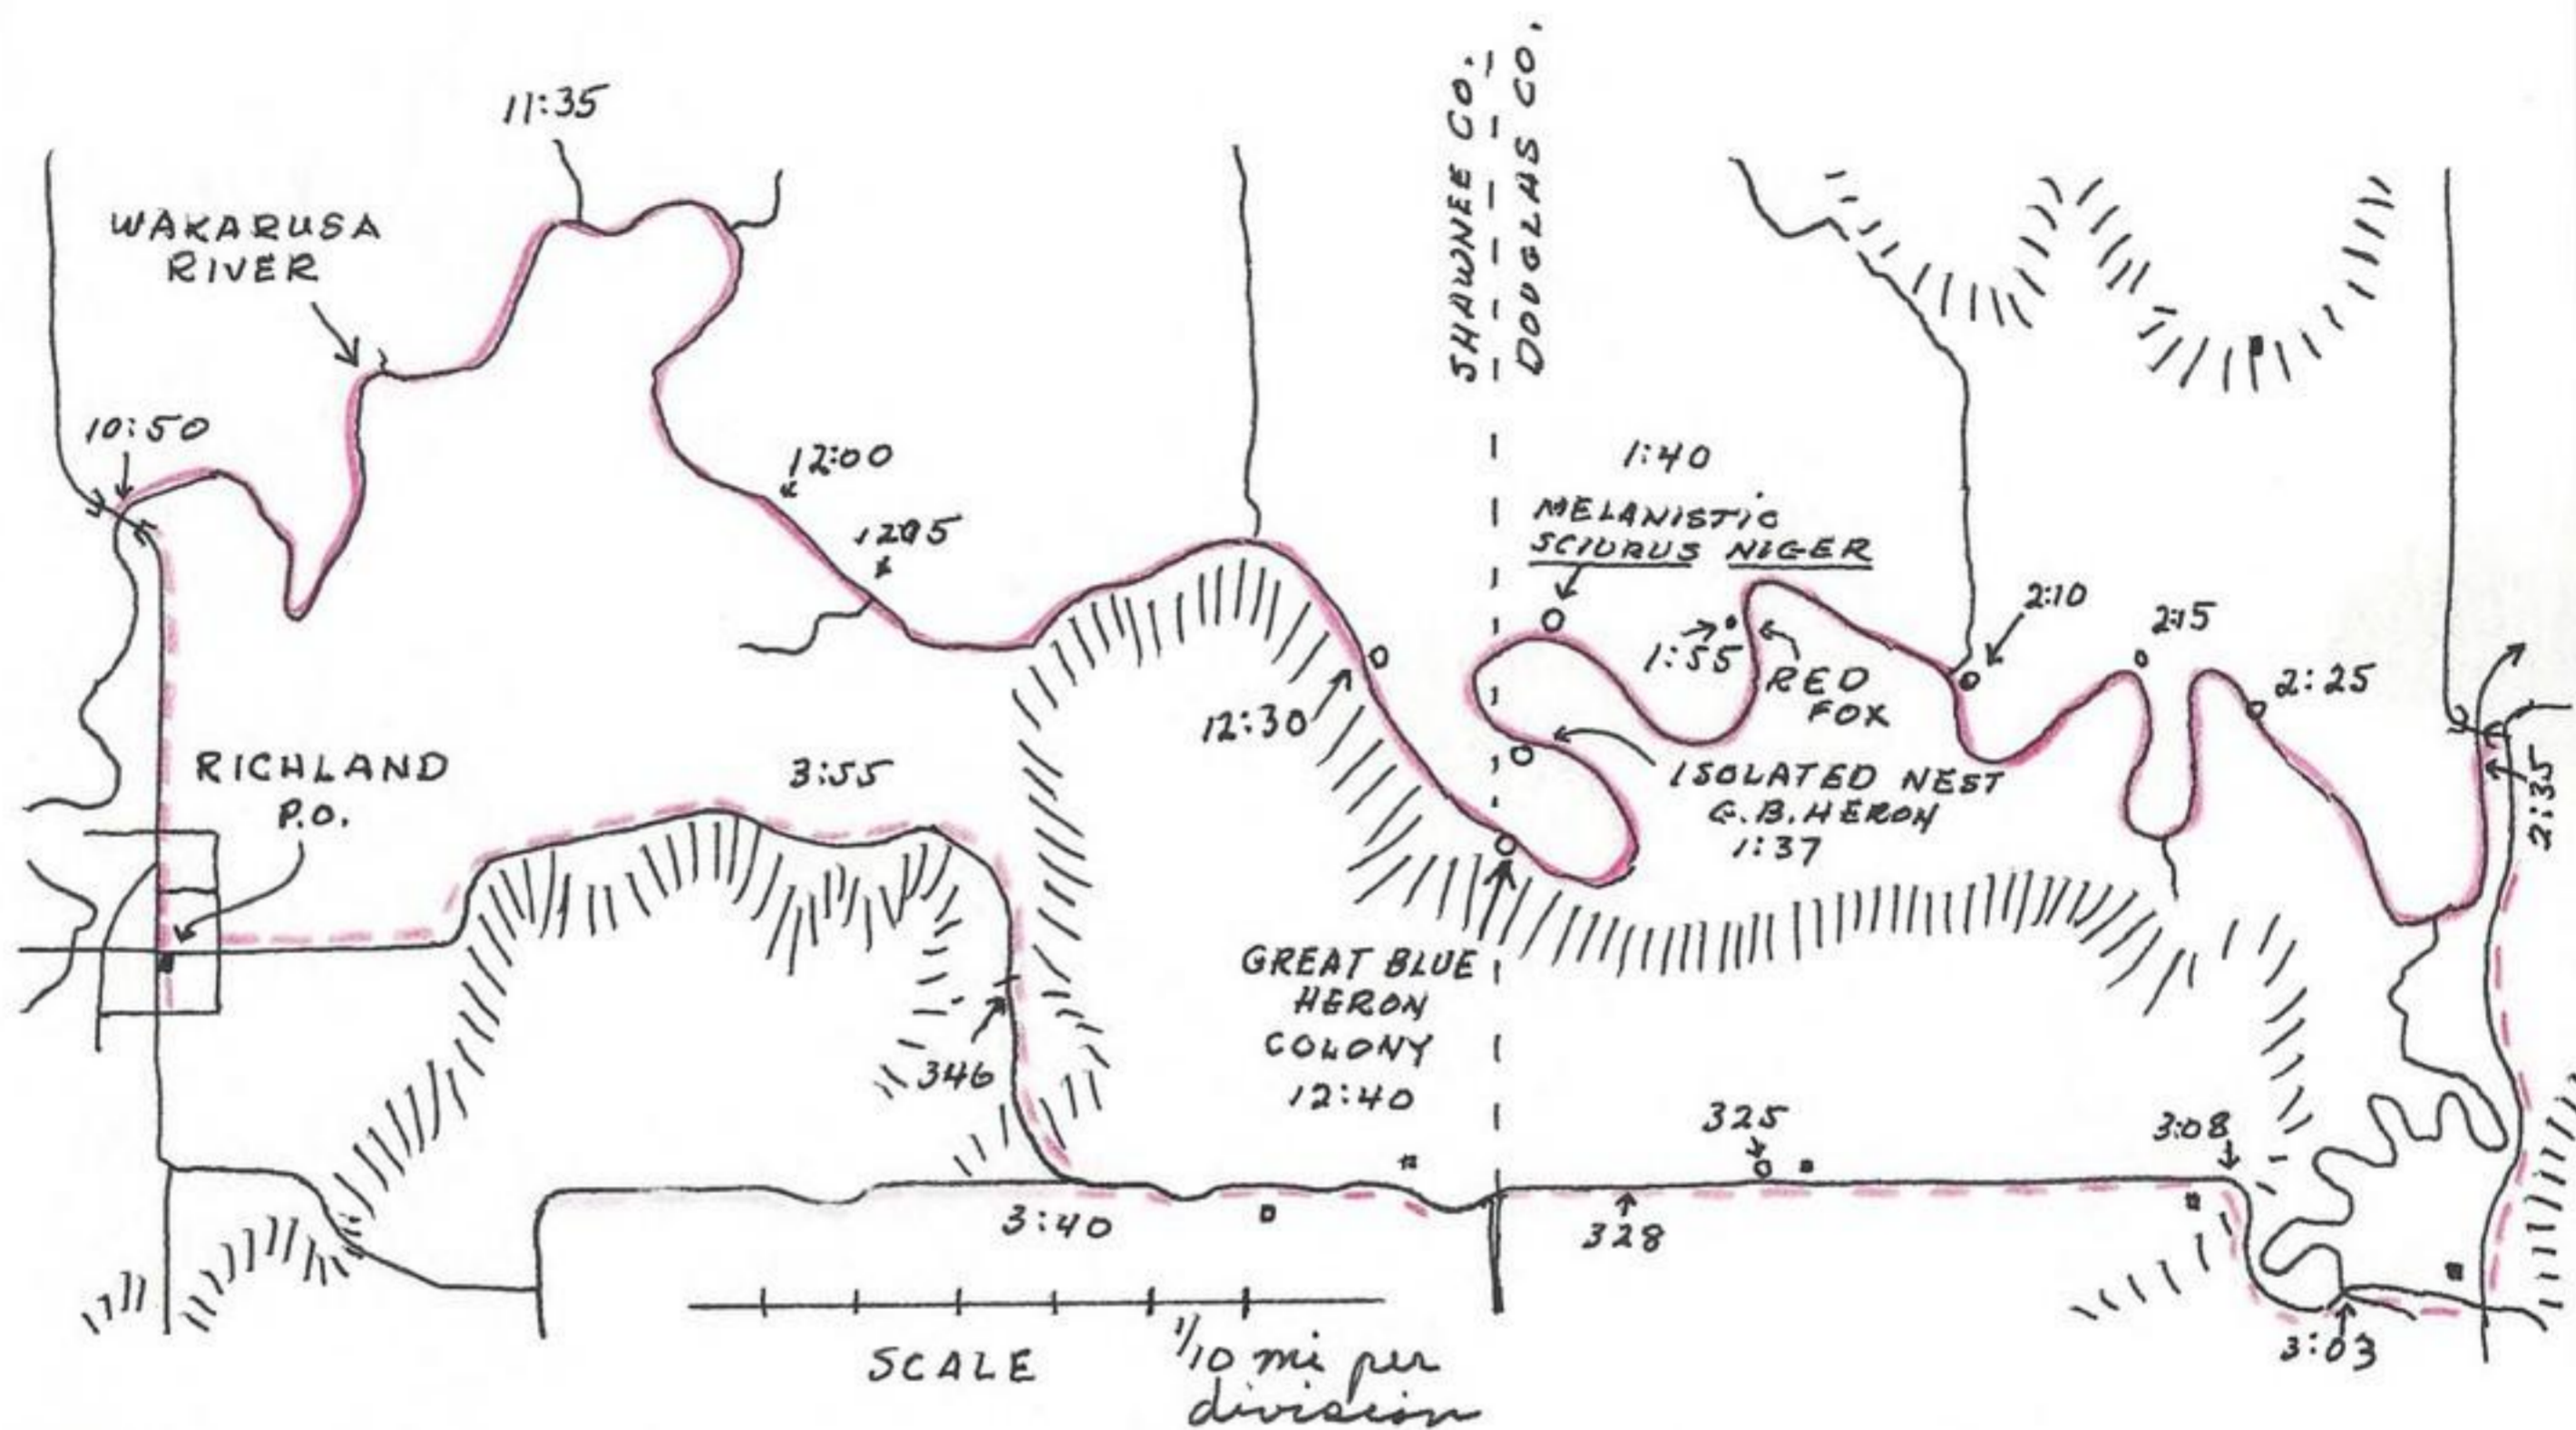 11:35
SHAWNEE CO.
DOUGLAS CO.
WAKARUSA
RIVER
10:50
12:00
1205
1:40
MELANISTIC
SCIURUS NIGER
2:10
2:15
1:55
RED
FOX
2:25
12:30
RICHLAND
P.O.
3:55
ISOLATED NEST
G.B. HERON
1:37
2:35
GREAT BLUE
HERON
COLONY
12:40
346
325
3:08
3:40
328
3:03
SCALE
1/10 mi per
division